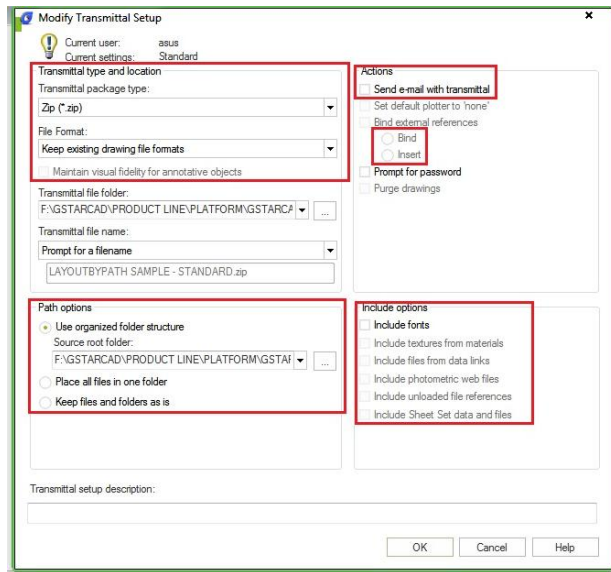 Modify Transmittal Setup
Current user: asus
Current settings: Standard
Transmittal type and location
Transmittal package type:
Zip (*.zip)
File Format:
Keep existing drawing file formats
Maintain visual fidelity for annotative objects
Transmittal file folder:
F:\GSTARCAD\PRODUCT LINE\PLATFORM\GSTARCA
...
Transmittal file name:
Prompt for a filename
LAYOUTBYPATH SAMPLE - STANDARD.zip
Actions
Send e-mail with transmittal
Set default plotter to 'none'
Bind external references
Bind
Insert
Prompt for password
Purge drawings
Path options
Use organized folder structure
Source root folder:
F:\GSTARCAD\PRODUCT LINE\PLATFORM\GSTAF
...
Place all files in one folder
Keep files and folders as is
Include options
Include fonts
Include textures from materials
Include files from data links
Include photometric web files
Include unloaded file references
Include Sheet Set data and files
Transmittal setup description:
OK Cancel Help